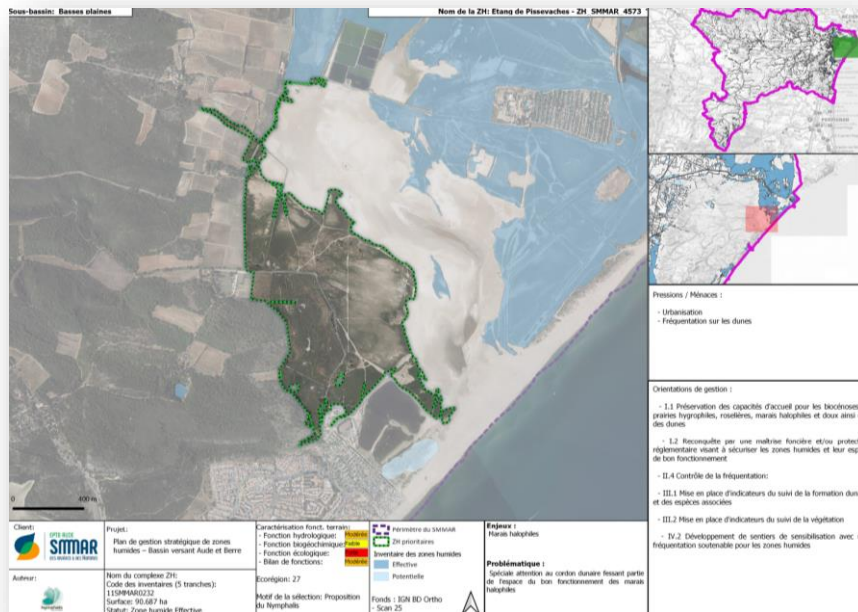 Sous-bassin: Basses plaines
Nom de la ZH: Etang de Pissevaches - ZH_SMMAR_4573
Pressions / Menaces :
- Urbanisation
- Fréquentation sur les dunes
Orientations de gestion :
- I.1 Préservation des capacités d'accueil pour les biocénoses
prairies hygrophiles, roselières, marais halophiles et doux ainsi
des dunes
- I.2 Reconquête par une maîtrise foncière et/ou protec
réglementaire visant à sécuriser les zones humides et leur esp
de bon fonctionnement
- II.4 Contrôle de la fréquentation:
- III.1 Mise en place d'indicateurs du suivi de la formation dun
et des espèces associées
- III.2 Mise en place d'indicateurs du suivi de la végétation
- IV.2 Développement de sentiers de sensibilisation avec
fréquentation soutenable pour les zones humides
0 400 m
Client:
EPTB AUDE
SMMAR
Auteur:
Nymphalis
Projet:
Plan de gestion stratégique de zones
humides – Bassin versant Aude et Berre
Nom du complexe ZH:
Code des inventaires (5 tranches):
11SMMAR0232
Surface: 90.687 ha
Statut: Zone humide Effective
Caractérisation fonct. terrain:
- Fonction hydrologique: Modérée
- Fonction biogéochimique: Faible
- Fonction écologique:
- Bilan de fonctions: Modérée
Ecorégion: 27
Motif de la sélection: Proposition
du Nymphalis
Périmètre du SMMAR
ZH prioritaires
Inventaire des zones humides
Effective
Potentielle
Fonds : IGN BD Ortho
- Scan 25
Enjeux :
Marais halophiles
Problématique :
Spéciale attention au cordon dunaire fessant partie
de l'espace du bon fonctionnement des marais
halophiles